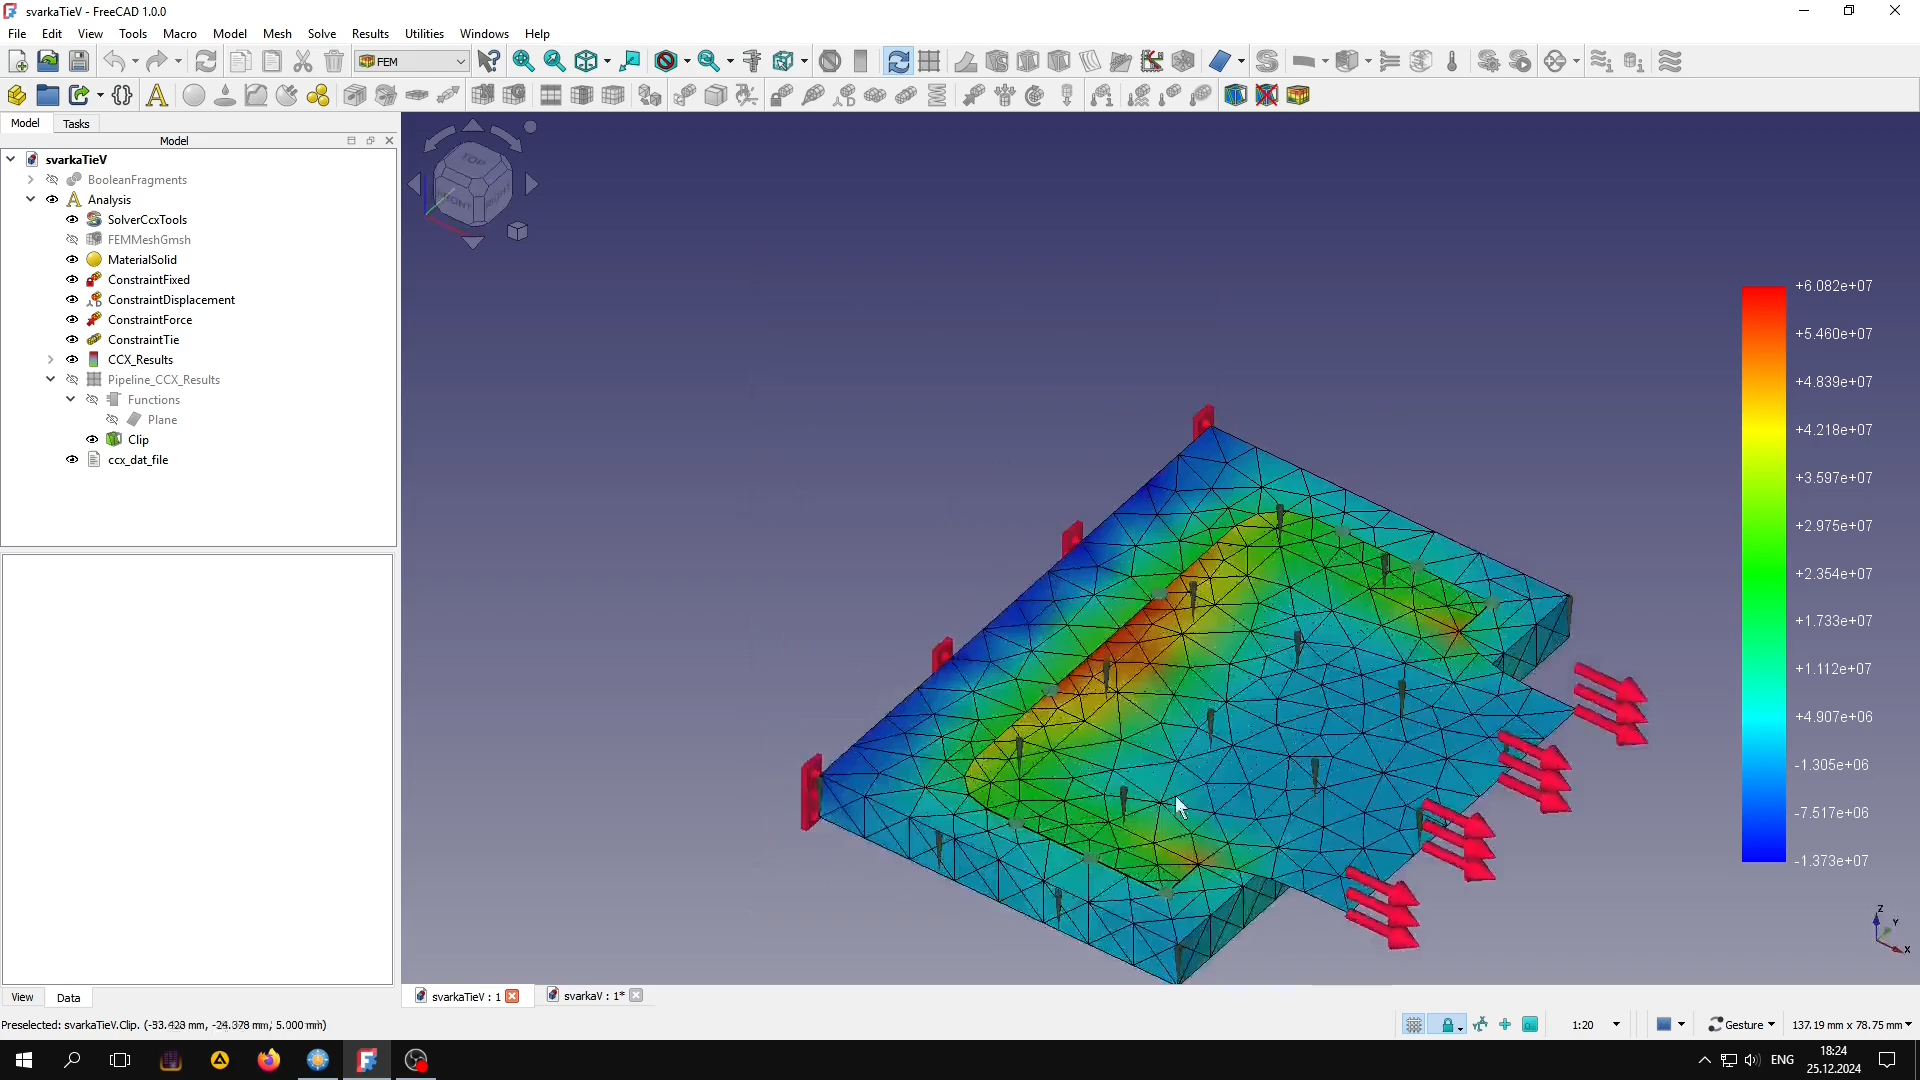 svarkaTieV - FreeCAD 1.0.0
File Edit View Tools Macro Model Mesh Solve Results Utilities Windows Help
FEM
Model Tasks
Model
svarkaTieV
BooleanFragments
Analysis
SolverCcxTools
FEMMeshGmsh
MaterialSolid
ConstraintFixed
ConstraintDisplacement
ConstraintForce
ConstraintTie
CCX_Results
Pipeline_CCX_Results
Functions
Plane
Clip
ccx_dat_file
TOP
FRONT
RIGHT
+6.082e+07
+5.460e+07
+4.839e+07
+4.218e+07
+3.597e+07
+2.975e+07
+2.354e+07
+1.733e+07
+1.112e+07
+4.907e+06
-1.305e+06
-7.517e+06
-1.373e+07
Z
Y
X
View Data
svarkaTieV : 1
svarkaV : 1*
Preselected: svarkaTieV.Clip. (-33.423 mm, -24.078 mm, 5.000 mm)
1:20
Gesture
137.19 mm x 78.75 mm
ENG
18:24
25.12.2024